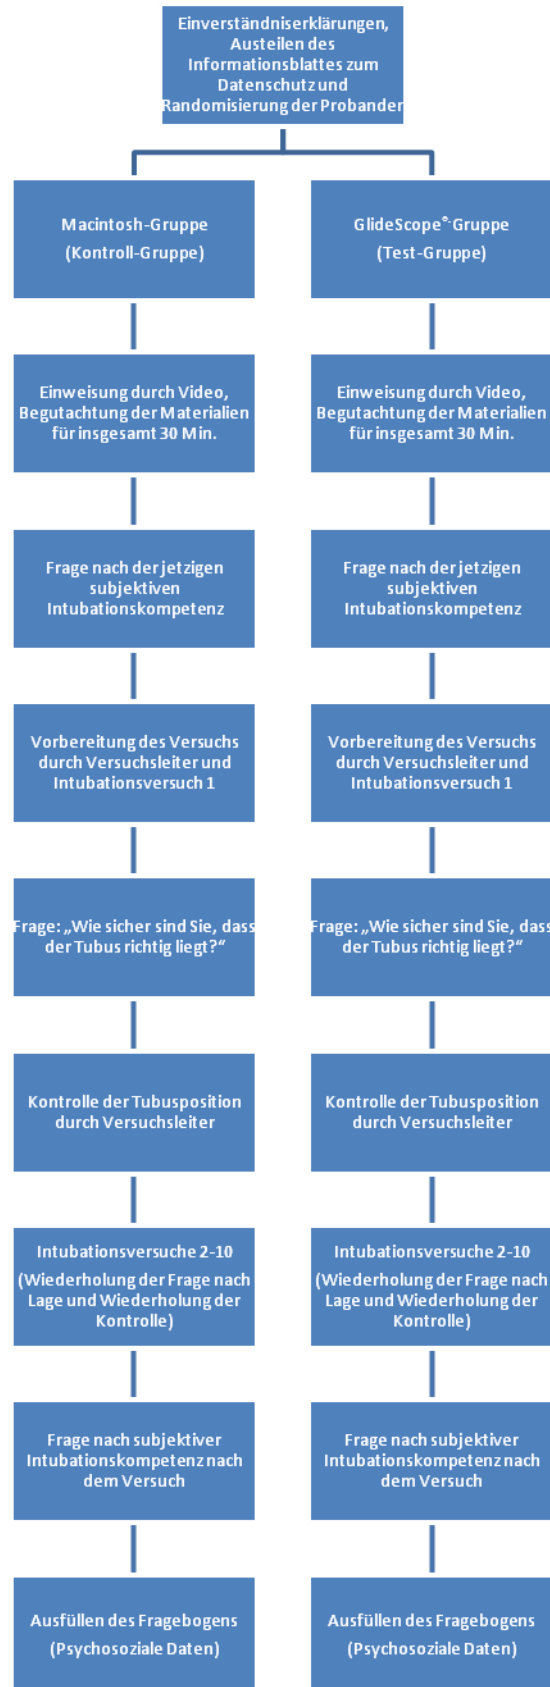 Einverständniserklärungen,
Austeilen des
Informationsblattes zum
Datenschutz und
Randomisierung der Probanden
Macintosh-Gruppe
(Kontroll-Gruppe)
Einweisung durch Video,
Begutachtung der Materialien
für insgesamt 30 Min.
Frage nach der jetzigen
subjektiven
Intubationskompetenz
Vorbereitung des Versuchs
durch Versuchsleiter und
Intubationsversuch 1
Frage: „Wie sicher sind Sie, dass
der Tubus richtig liegt?“
Kontrolle der Tubusposition
durch Versuchsleiter
Intubationsversuche 2-10
(Wiederholung der Frage nach
Lage und Wiederholung der
Kontrolle)
Frage nach subjektiver
Intubationskompetenz nach
dem Versuch
Ausfüllen des Fragebogens
(Psychosoziale Daten)
GlideScope®-Gruppe
(Test-Gruppe)
Einweisung durch Video,
Begutachtung der Materialien
für insgesamt 30 Min.
Frage nach der jetzigen
subjektiven
Intubationskompetenz
Vorbereitung des Versuchs
durch Versuchsleiter und
Intubationsversuch 1
Frage: „Wie sicher sind Sie, dass
der Tubus richtig liegt?“
Kontrolle der Tubusposition
durch Versuchsleiter
Intubationsversuche 2-10
(Wiederholung der Frage nach
Lage und Wiederholung der
Kontrolle)
Frage nach subjektiver
Intubationskompetenz nach
dem Versuch
Ausfüllen des Fragebogens
(Psychosoziale Daten)